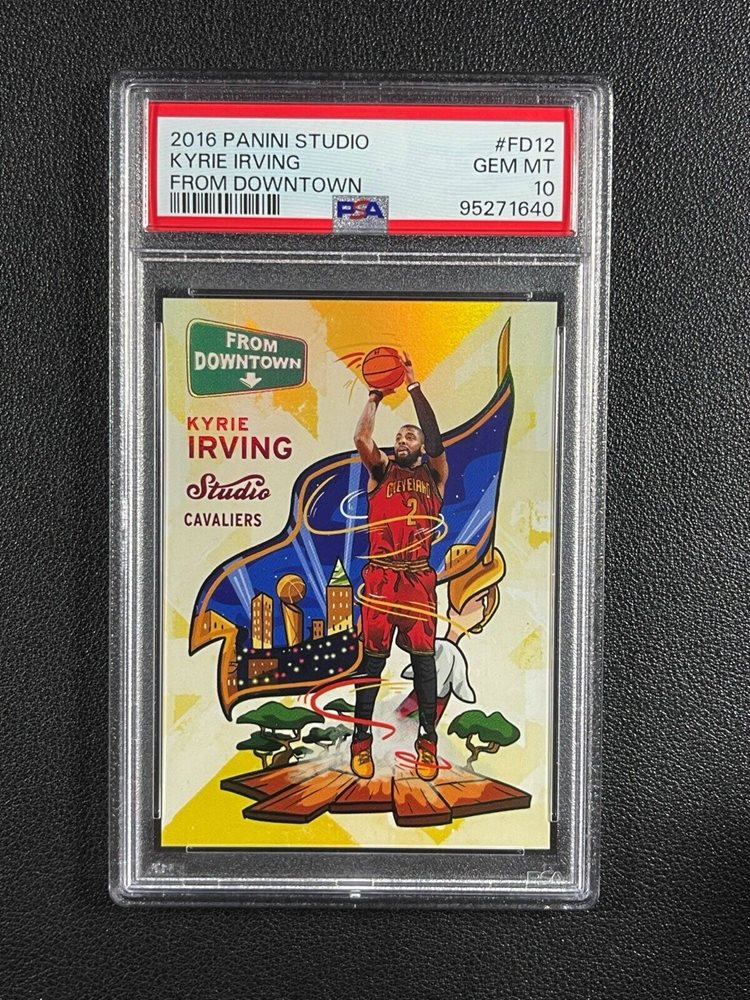 2016 PANINI STUDIO #FD12
KYRIE IRVING GEM MT
FROM DOWNTOWN 10
PSA 95271640
FROM
DOWNTOWN
KYRIE
IRVING
Studio
CAVALIERS
CLEVELAND
2
PSA